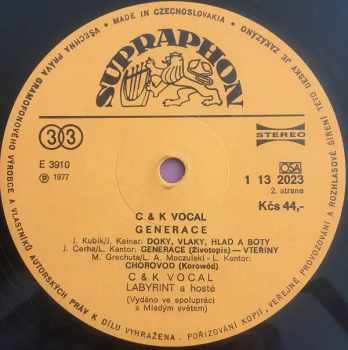 • MADE IN CZECHOSLOVAKIA •
VŠECHNA PRÁVA GRAMOFONOVÉHO VÝROBCE A VLASTNÍKŮ AUTORSKÝCH PRÁV K DÍLU VYHRAZENA. POŘIZOVÁNÍ KOPIÍ, VEŘEJNÉ PROVOZOVÁNÍ A ROZHLASOVÉ ŠÍŘENÍ TÉTO DESKY JE ZAKÁZÁNO
SUPRAPHON
33
STEREO
E 3910
Ⓟ 1977
OSA
1 13 2023
2. strana
Kčs 44,-
C & K VOCAL
GENERACE
J. Kubík/J. Kainar: DOKY, VLAKY, HLAD A BOTY
J. Cerha/L. Kantor: GENERACE (Životopis) — VTEŘINY
M. Grechuta/L. A. Moczulski - L. Kantor:
CHOROVOD (Korowód)
C & K VOCAL
LABYRINT a hosté
(Vydáno ve spolupráci
s Mladým světem)